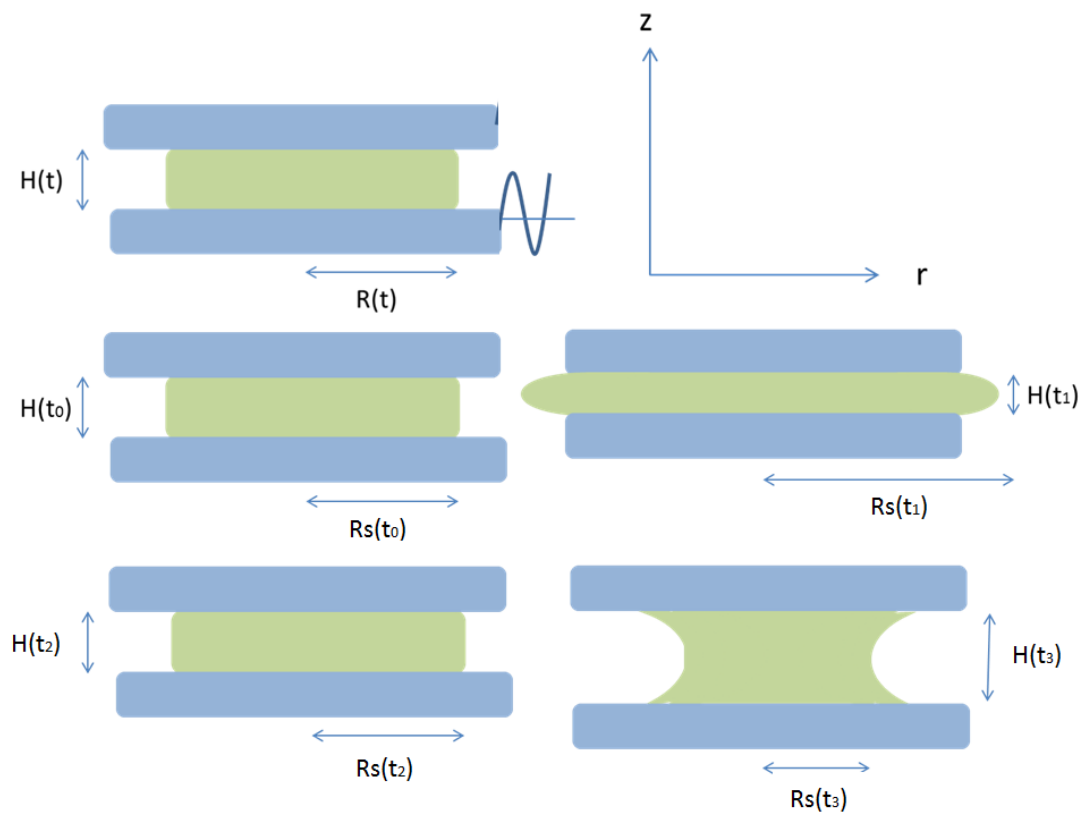 z
H(t)
r
R(t)
H(t₀)
H(t₁)
Rs(t₁)
Rs(t₀)
H(t₂)
H(t₃)
Rs(t₂)
Rs(t₃)